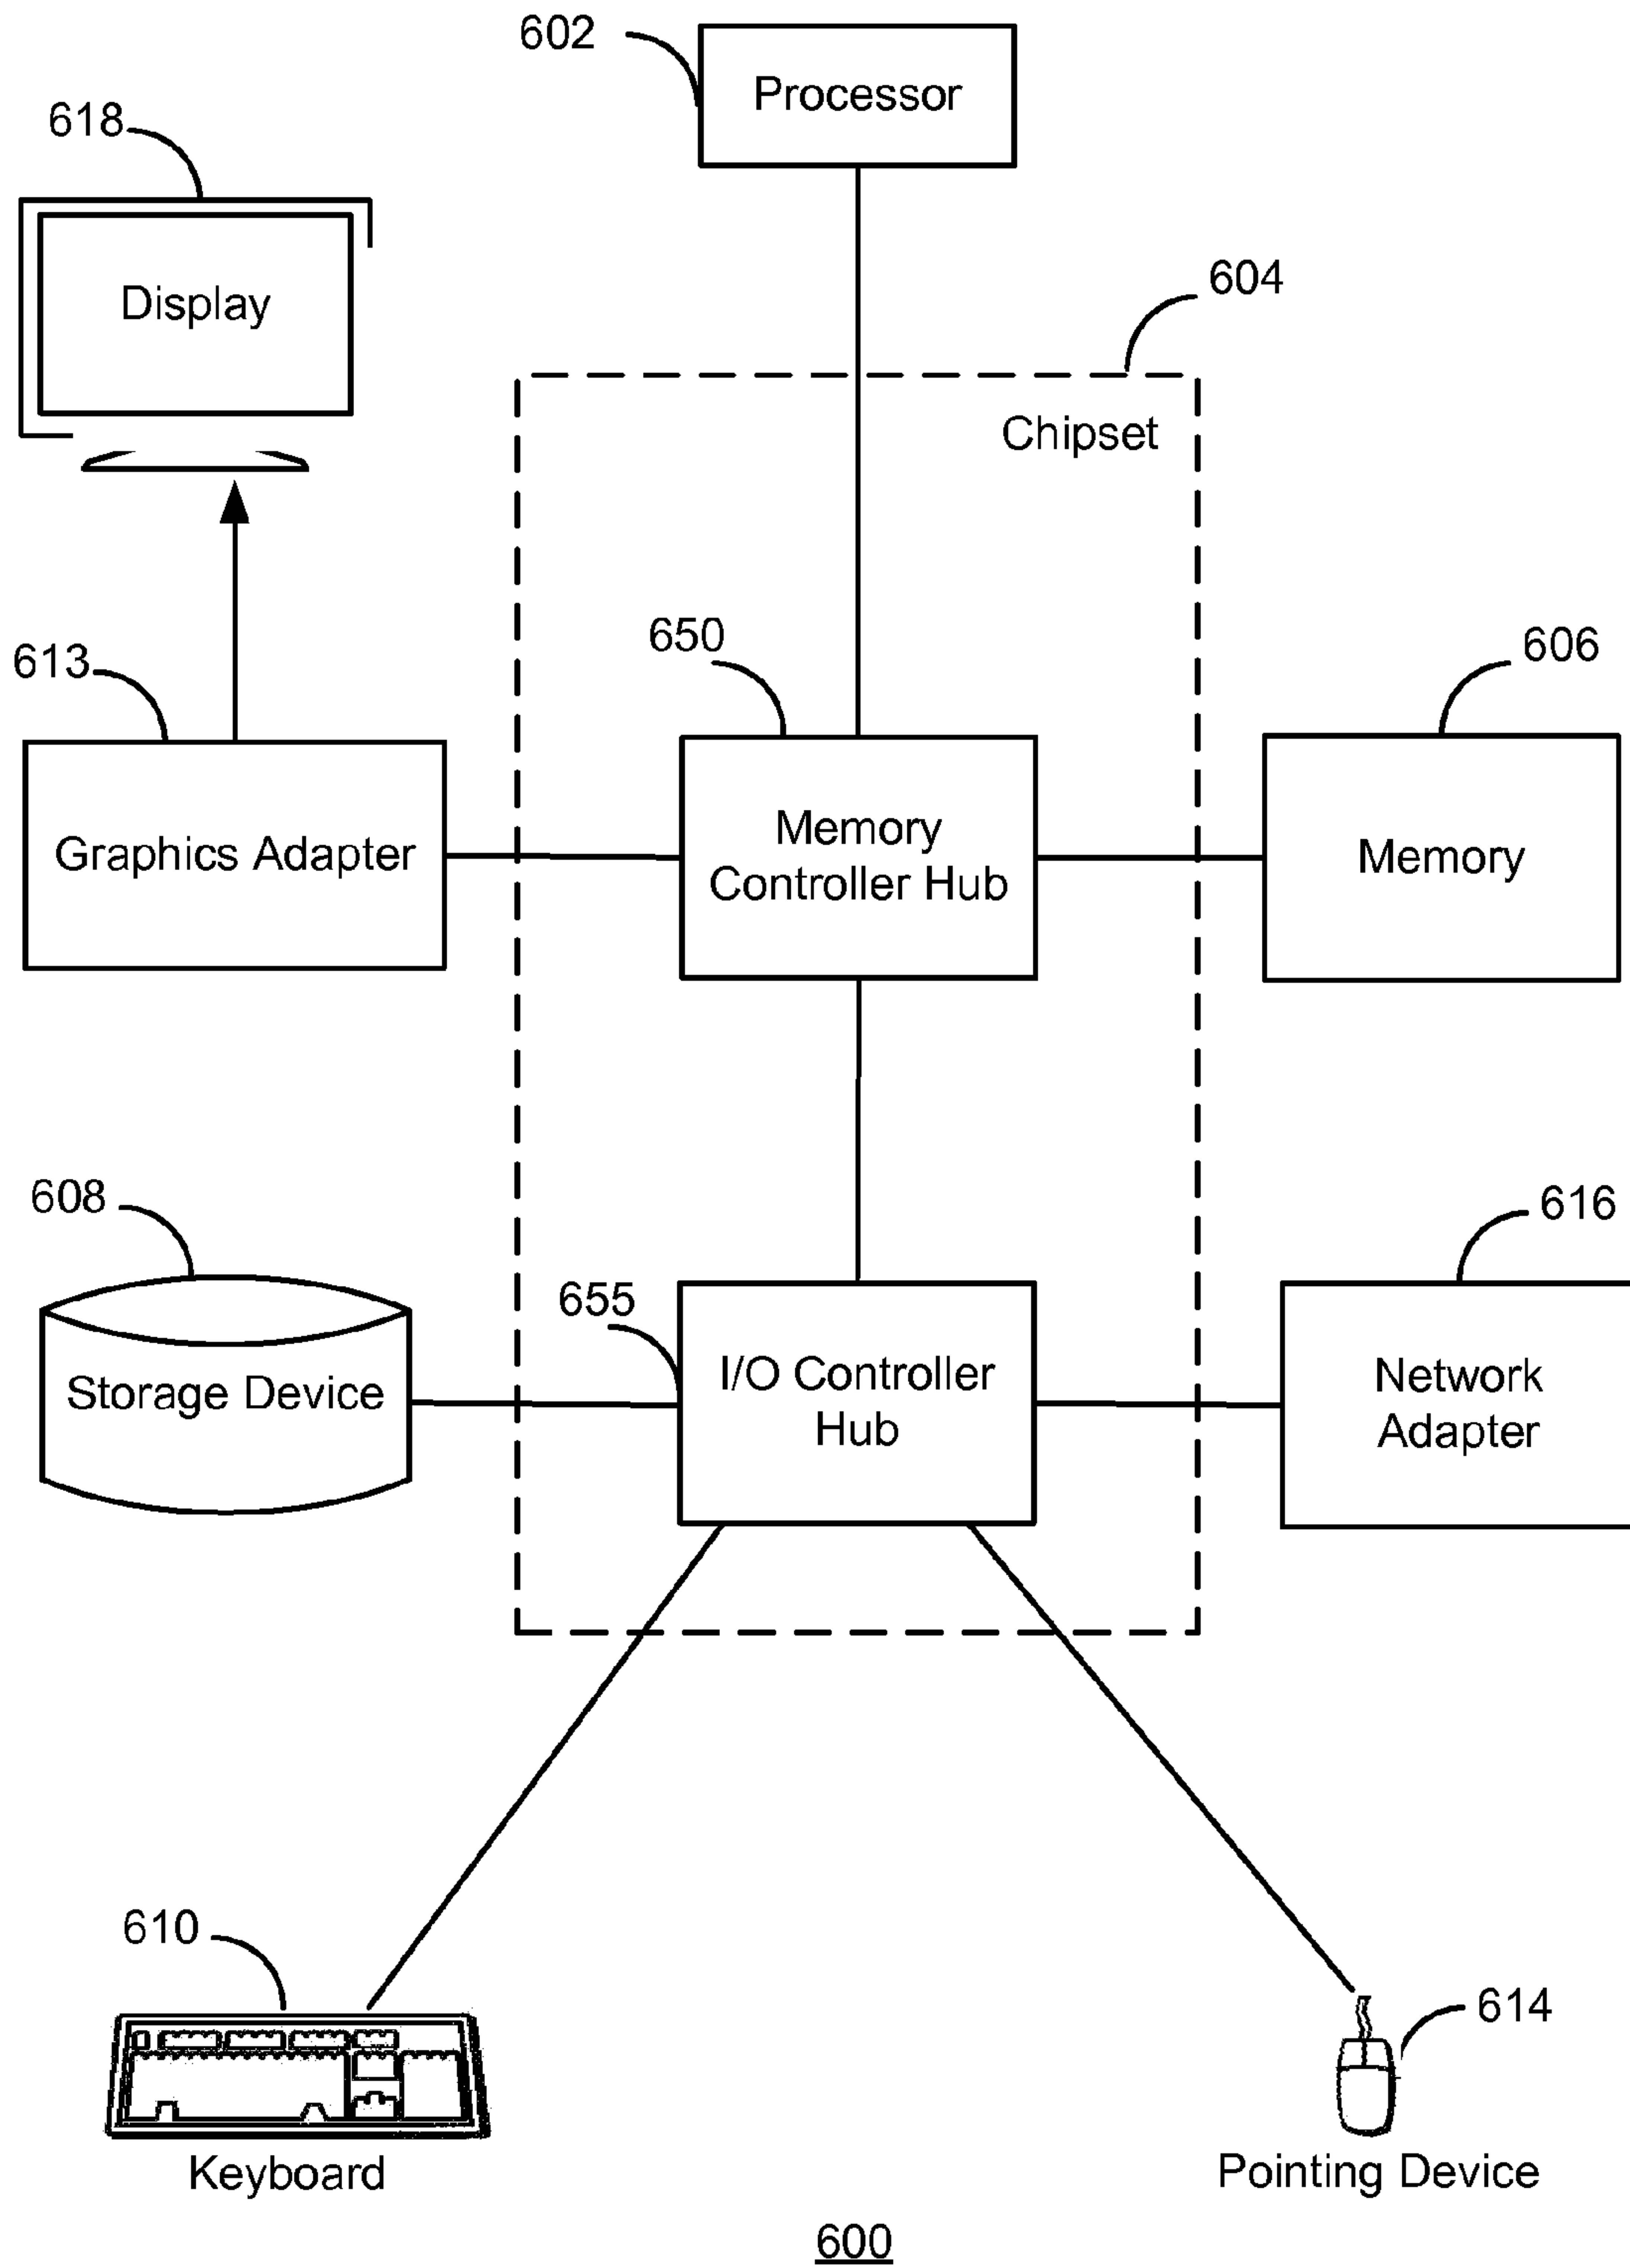 602
Processor
618
Display
604
Chipset
650
606
613
Memory
Controller Hub
Graphics Adapter
Memory
608
616
655
I/O Controller
Hub
Storage Device
Network
Adapter
610
614
Keyboard
Pointing Device
600